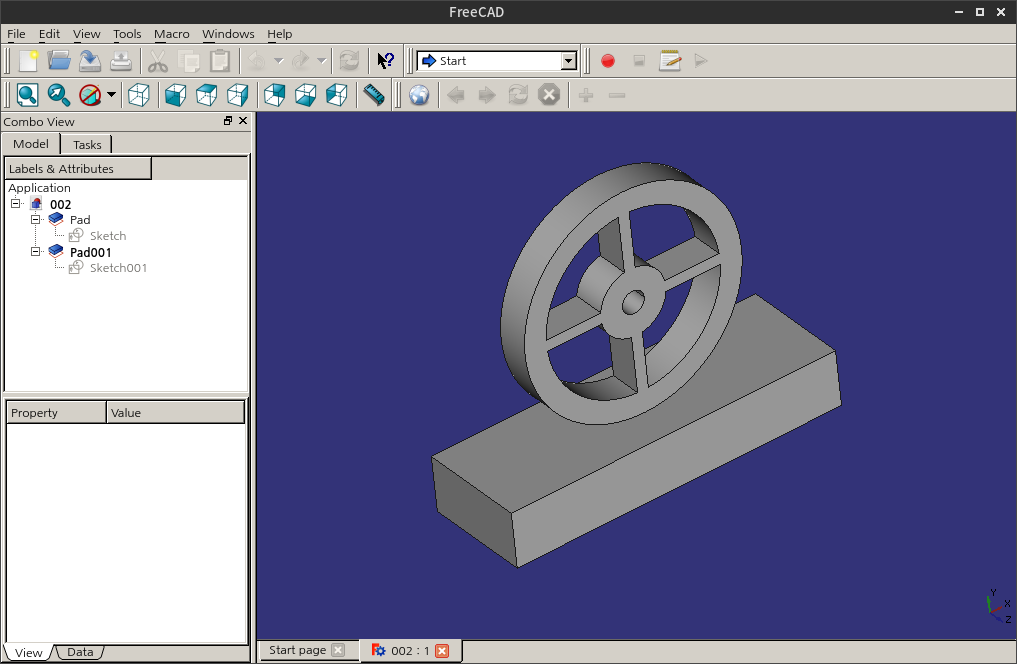 FreeCAD
File Edit View Tools Macro Windows Help
Start
Combo View
Model Tasks
Labels & Attributes
Application
002
Pad
Sketch
Pad001
Sketch001
Property Value
View Data
Start page 002 : 1
Y
X
Z